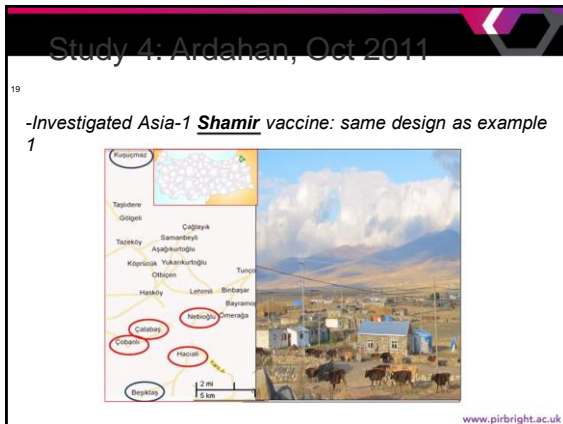 Study 4: Ardahan, Oct 2011
19
-Investigated Asia-1 Shamir vaccine: same design as example
1
Kuşuçmaz
Taşlıdere
Gölgeli
Çağlayık
Samanbeyli
Tazeköy
Aşağıkurtoğlu
Köprücük Yukarıkurtoğlu
Otbiçen
Tunço
Hasköy
Lehimli
Binbaşar
Bayramoğ
Nebioğlu
Ömerağa
Çalabaş
Çobanlı
Hacıali
Beşiktaş
2 mi
5 km
www.pirbright.ac.uk